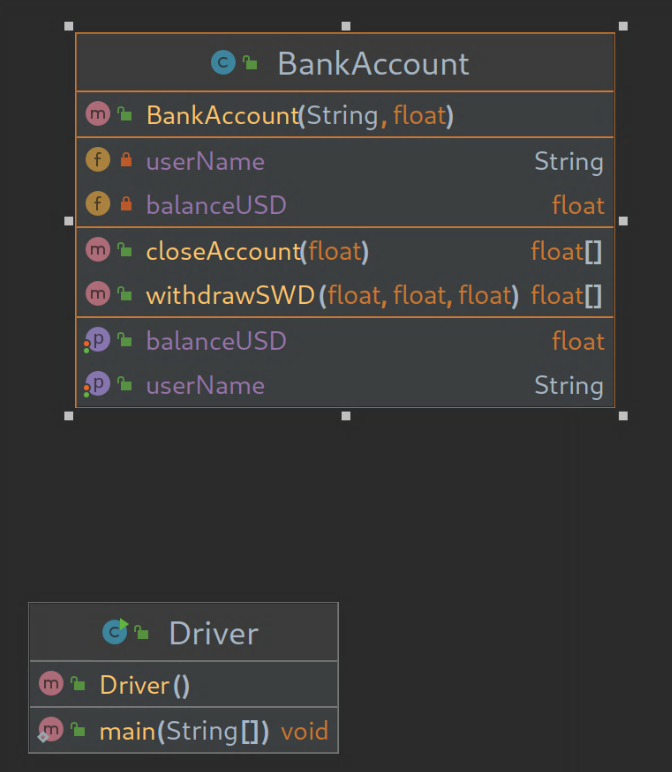 BankAccount
BankAccount(String, float)
userName String
balanceUSD float
closeAccount(float) float[]
withdrawSWD(float, float, float) float[]
balanceUSD float
userName String
Driver
Driver()
main(String[]) void